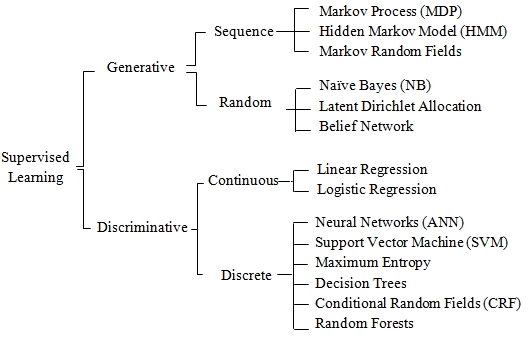 Supervised
Learning
Generative
Sequence
Markov Process (MDP)
Hidden Markov Model (HMM)
Markov Random Fields
Random
Naïve Bayes (NB)
Latent Dirichlet Allocation
Belief Network
Discriminative
Continuous
Linear Regression
Logistic Regression
Discrete
Neural Networks (ANN)
Support Vector Machine (SVM)
Maximum Entropy
Decision Trees
Conditional Random Fields (CRF)
Random Forests